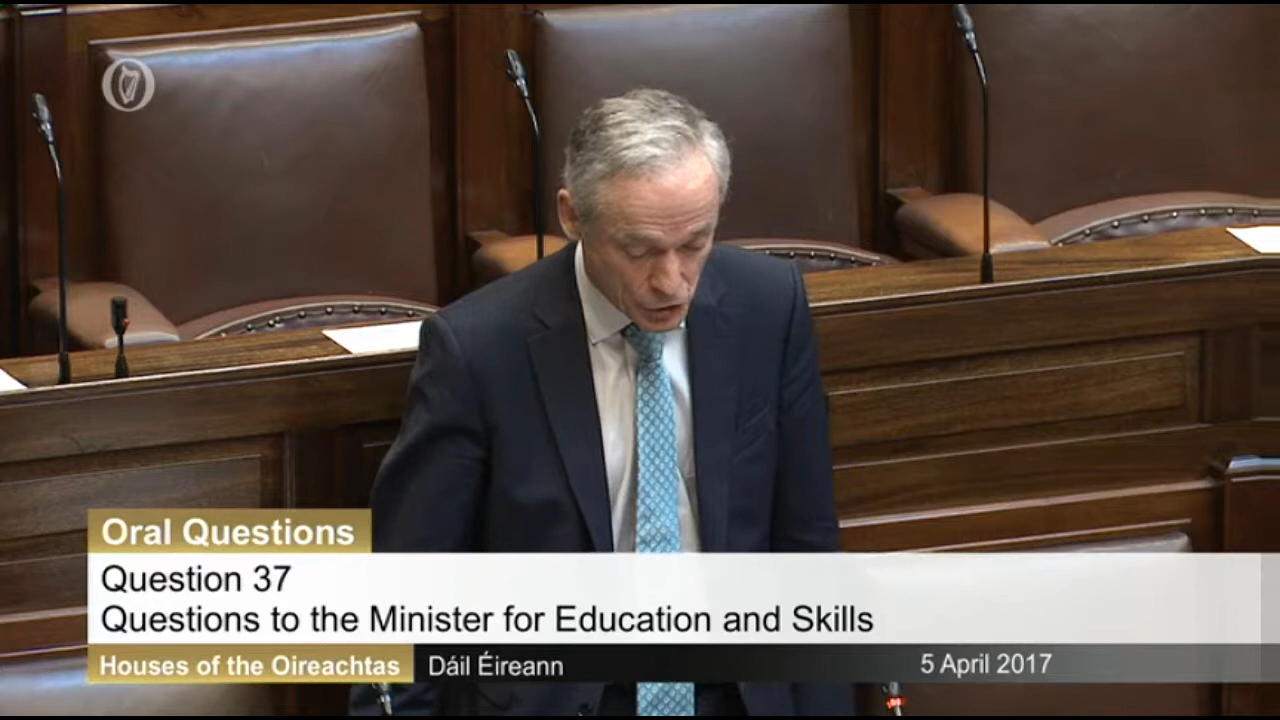 Oral Questions
Question 37
Questions to the Minister for Education and Skills
Houses of the Oireachtas Dáil Éireann 5 April 2017